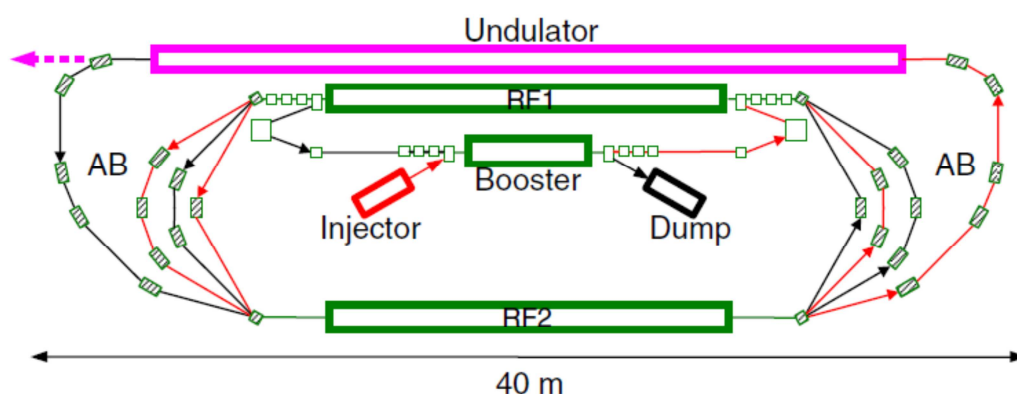 Undulator
RF1
AB
AB
Booster
Injector
Dump
RF2
40 m